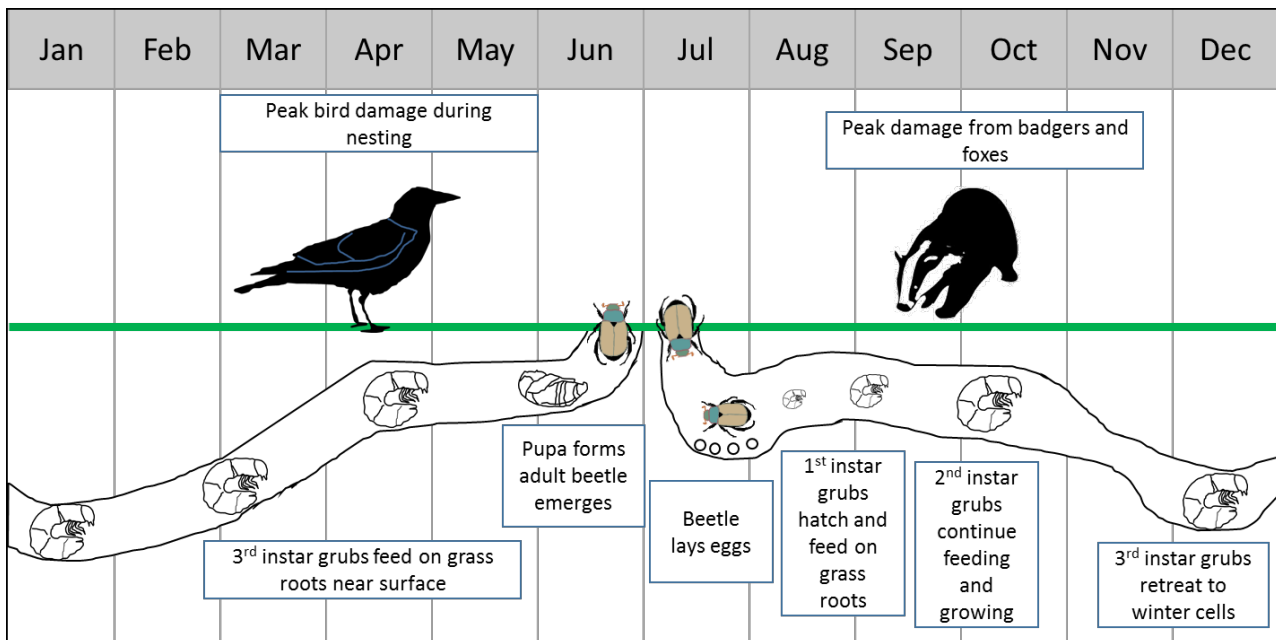 Jan Feb Mar Apr May Jun Jul Aug Sep Oct Nov Dec
Peak bird damage during
nesting
Peak damage from badgers and
foxes
Pupa forms
adult beetle
emerges
3rd instar grubs feed on grass
roots near surface
Beetle
lays eggs
1st instar
grubs
hatch and
feed on
grass
roots
2nd instar
grubs
continue
feeding
and
growing
3rd instar grubs
retreat to
winter cells